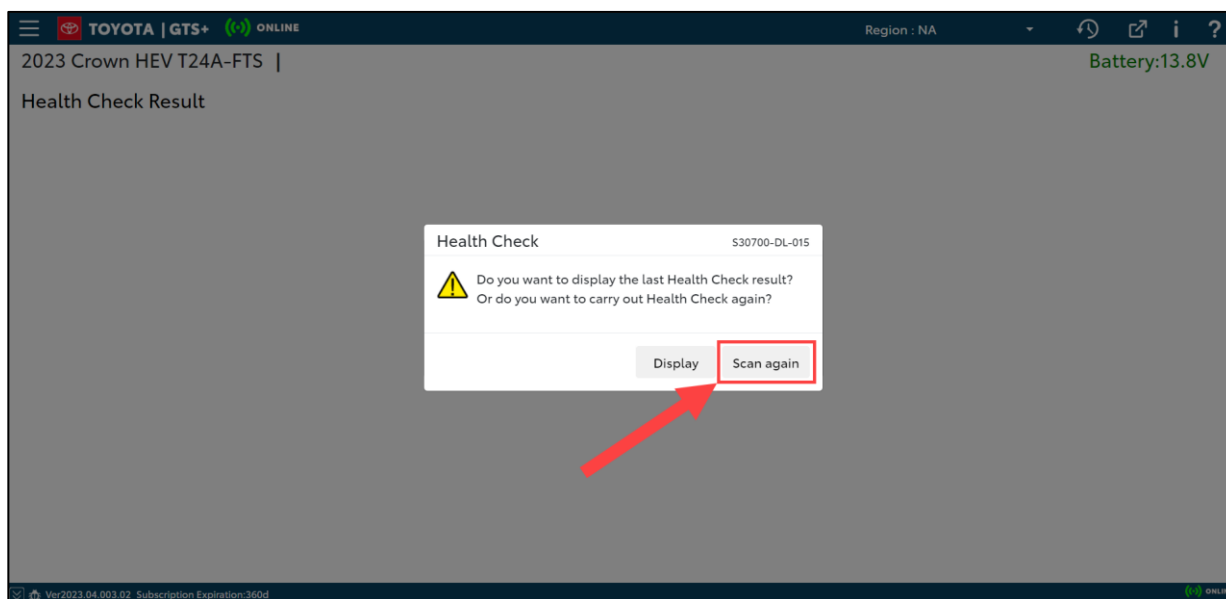 TOYOTA | GTS+ ONLINE Region : NA i ?
2023 Crown HEV T24A-FTS | Battery:13.8V
Health Check Result
Health Check S30700-DL-015
Do you want to display the last Health Check result?
Or do you want to carry out Health Check again?
Display Scan again
Ver2023.04.003.02 Subscription Expiration:360d